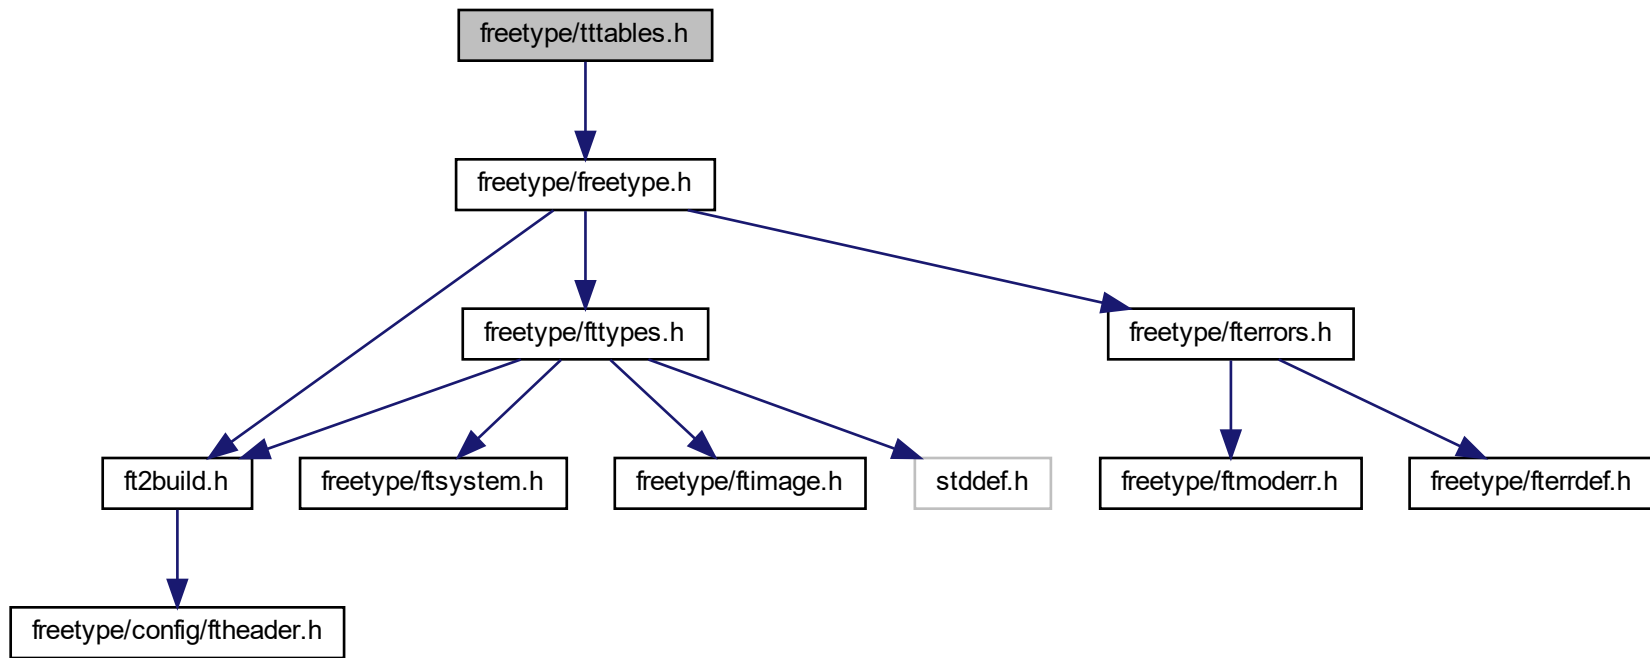 freetype/tttables.h
freetype/freetype.h
freetype/fttypes.h
freetype/fterrors.h
ft2build.h
freetype/ftsystem.h
freetype/ftimage.h
stddef.h
freetype/ftmoderr.h
freetype/fterrdef.h
freetype/config/ftheader.h